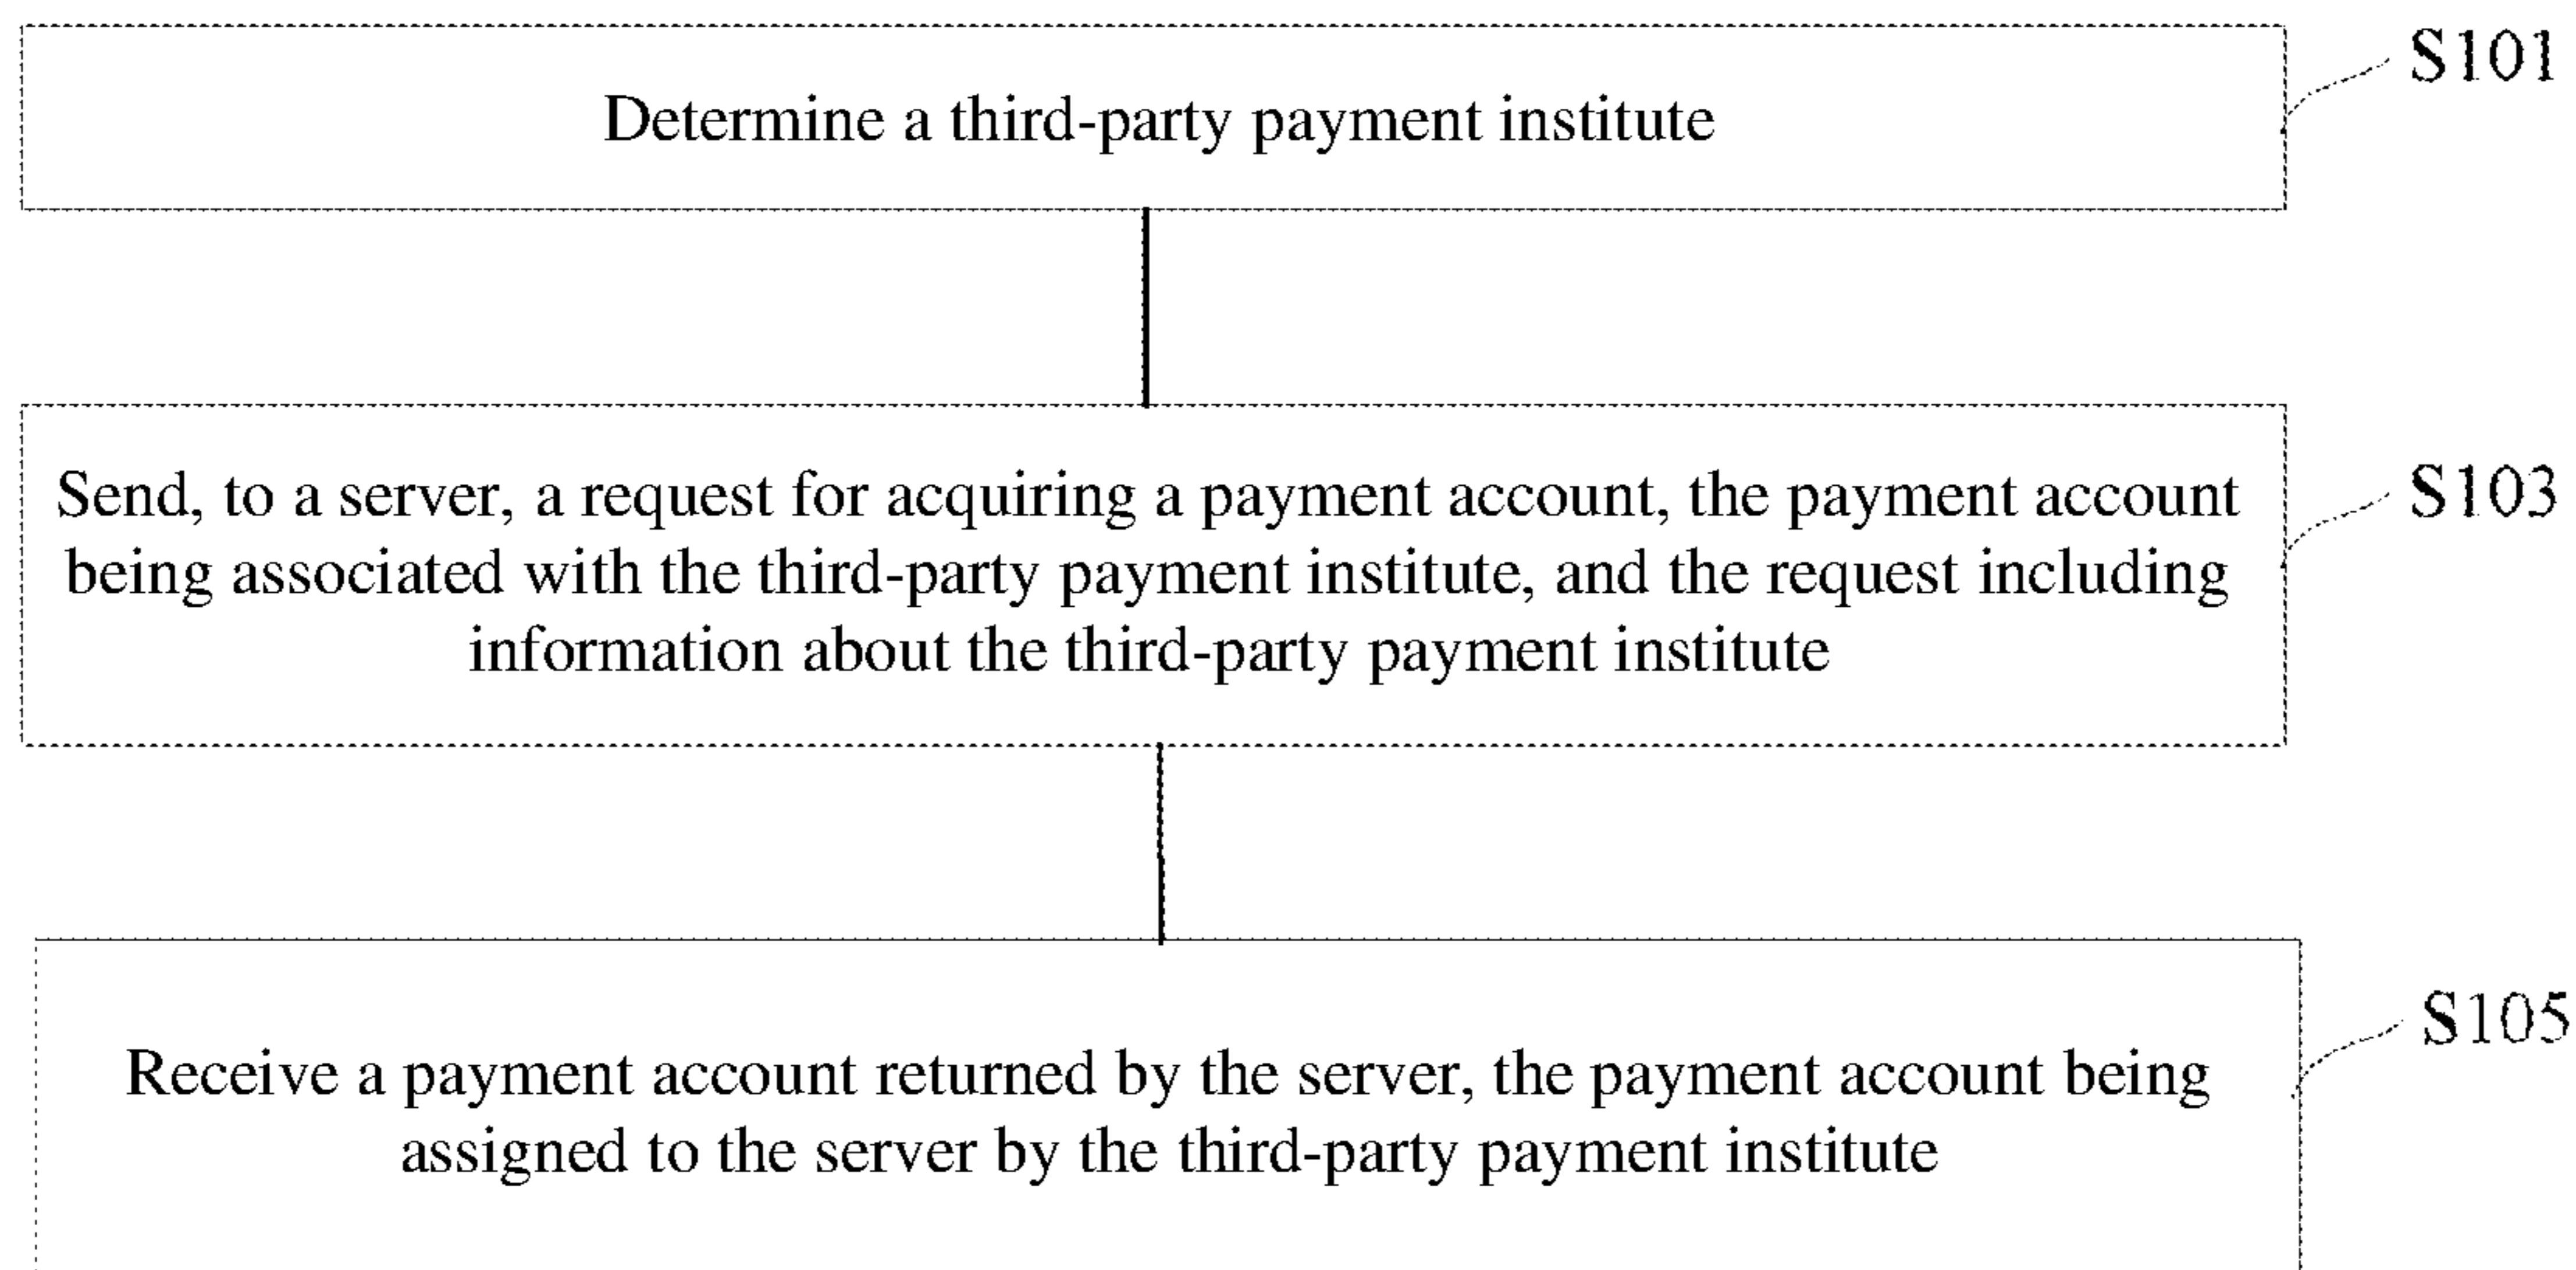 S101
Determine a third-party payment institute
Send, to a server, a request for acquiring a payment account, the payment account
being associated with the third-party payment institute, and the request including
information about the third-party payment institute
S103
Receive a payment account returned by the server, the payment account being
assigned to the server by the third-party payment institute
S105